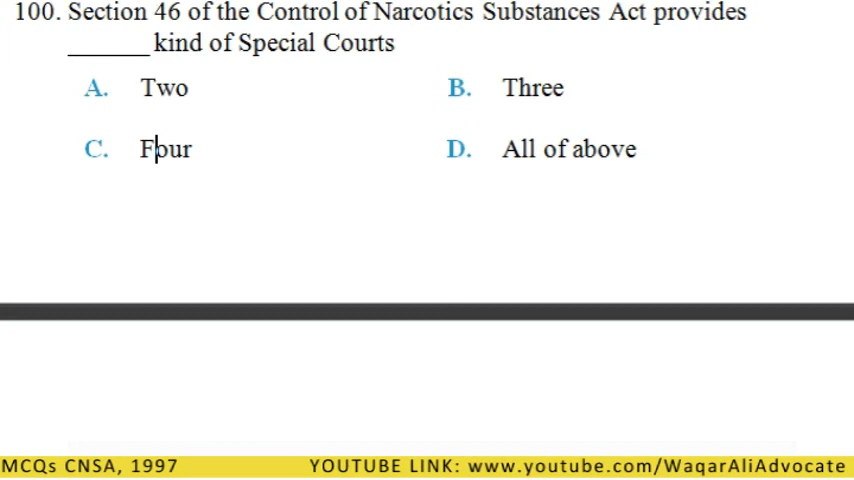 100. Section 46 of the Control of Narcotics Substances Act provides
______ kind of Special Courts
A. Two B. Three
C. Four D. All of above
MCQs CNSA, 1997 YOUTUBE LINK: www.youtube.com/WaqarAliAdvocate